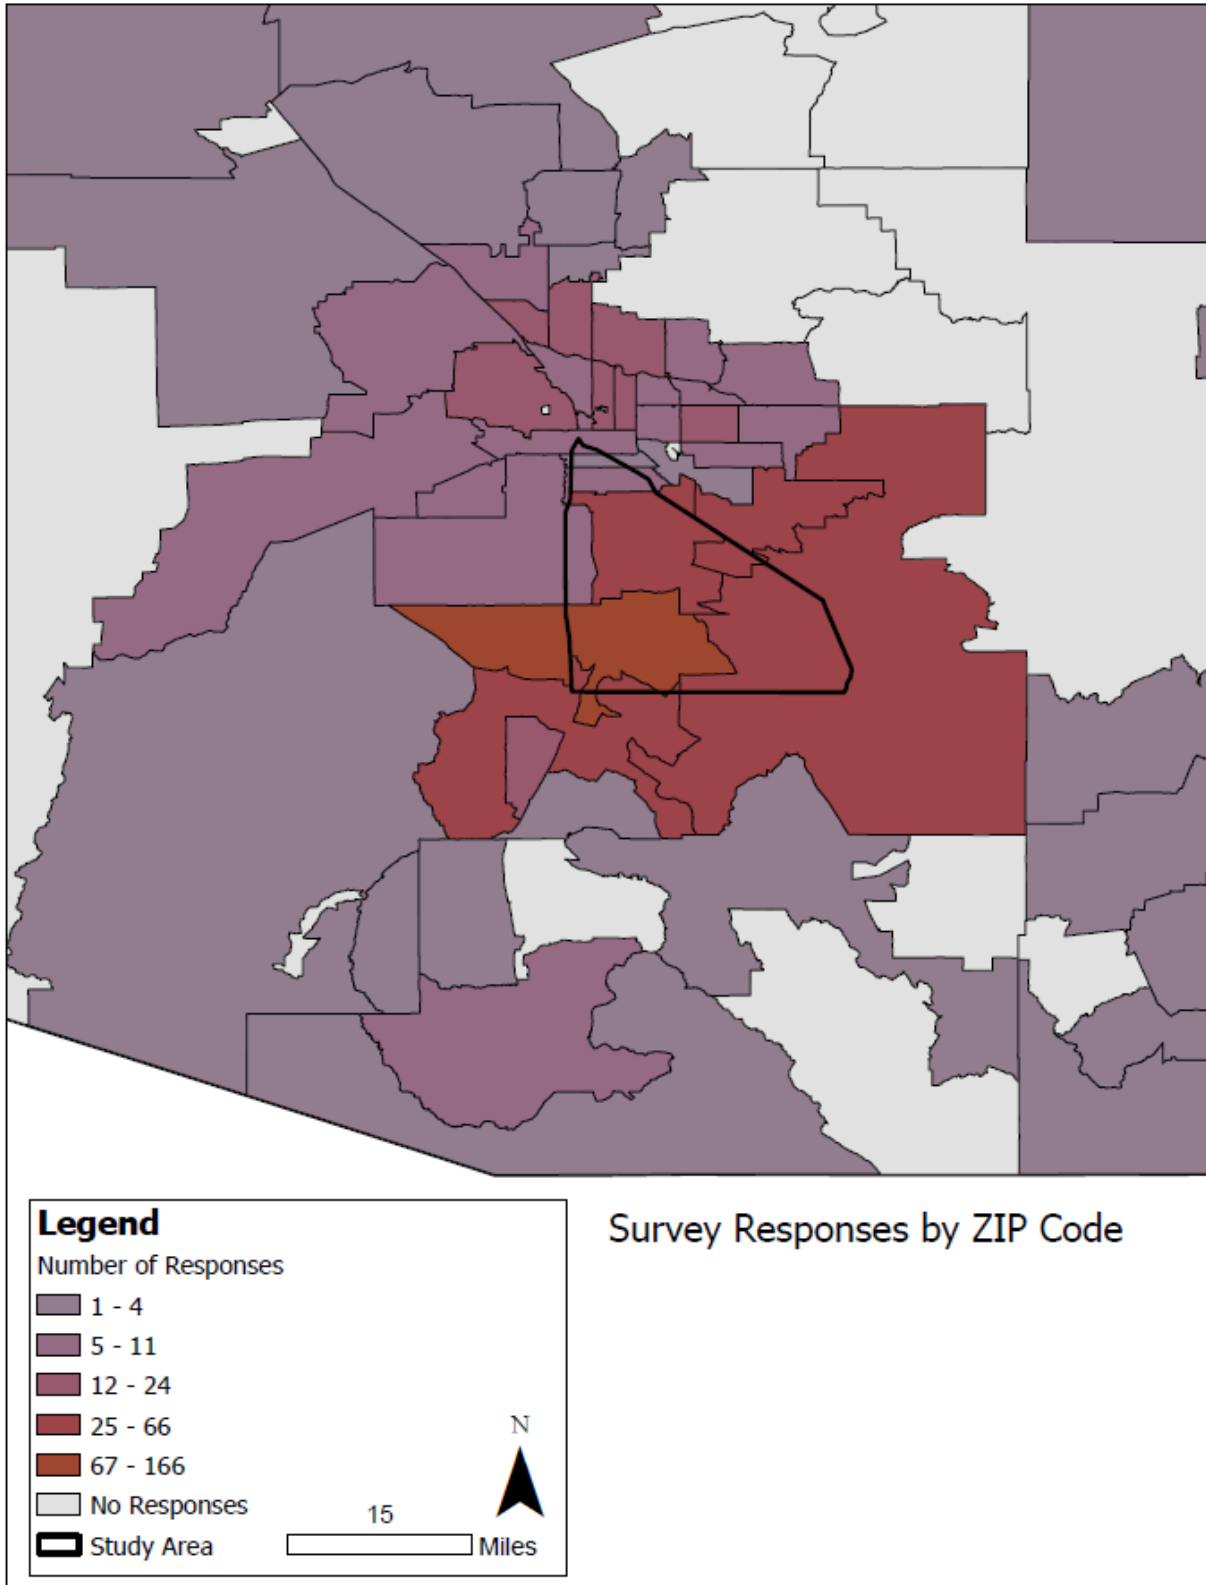 Survey Responses by ZIP Code
Legend
Number of Responses
1 - 4
5 - 11
12 - 24
25 - 66
67 - 166
No Responses
Study Area
N
15
Miles